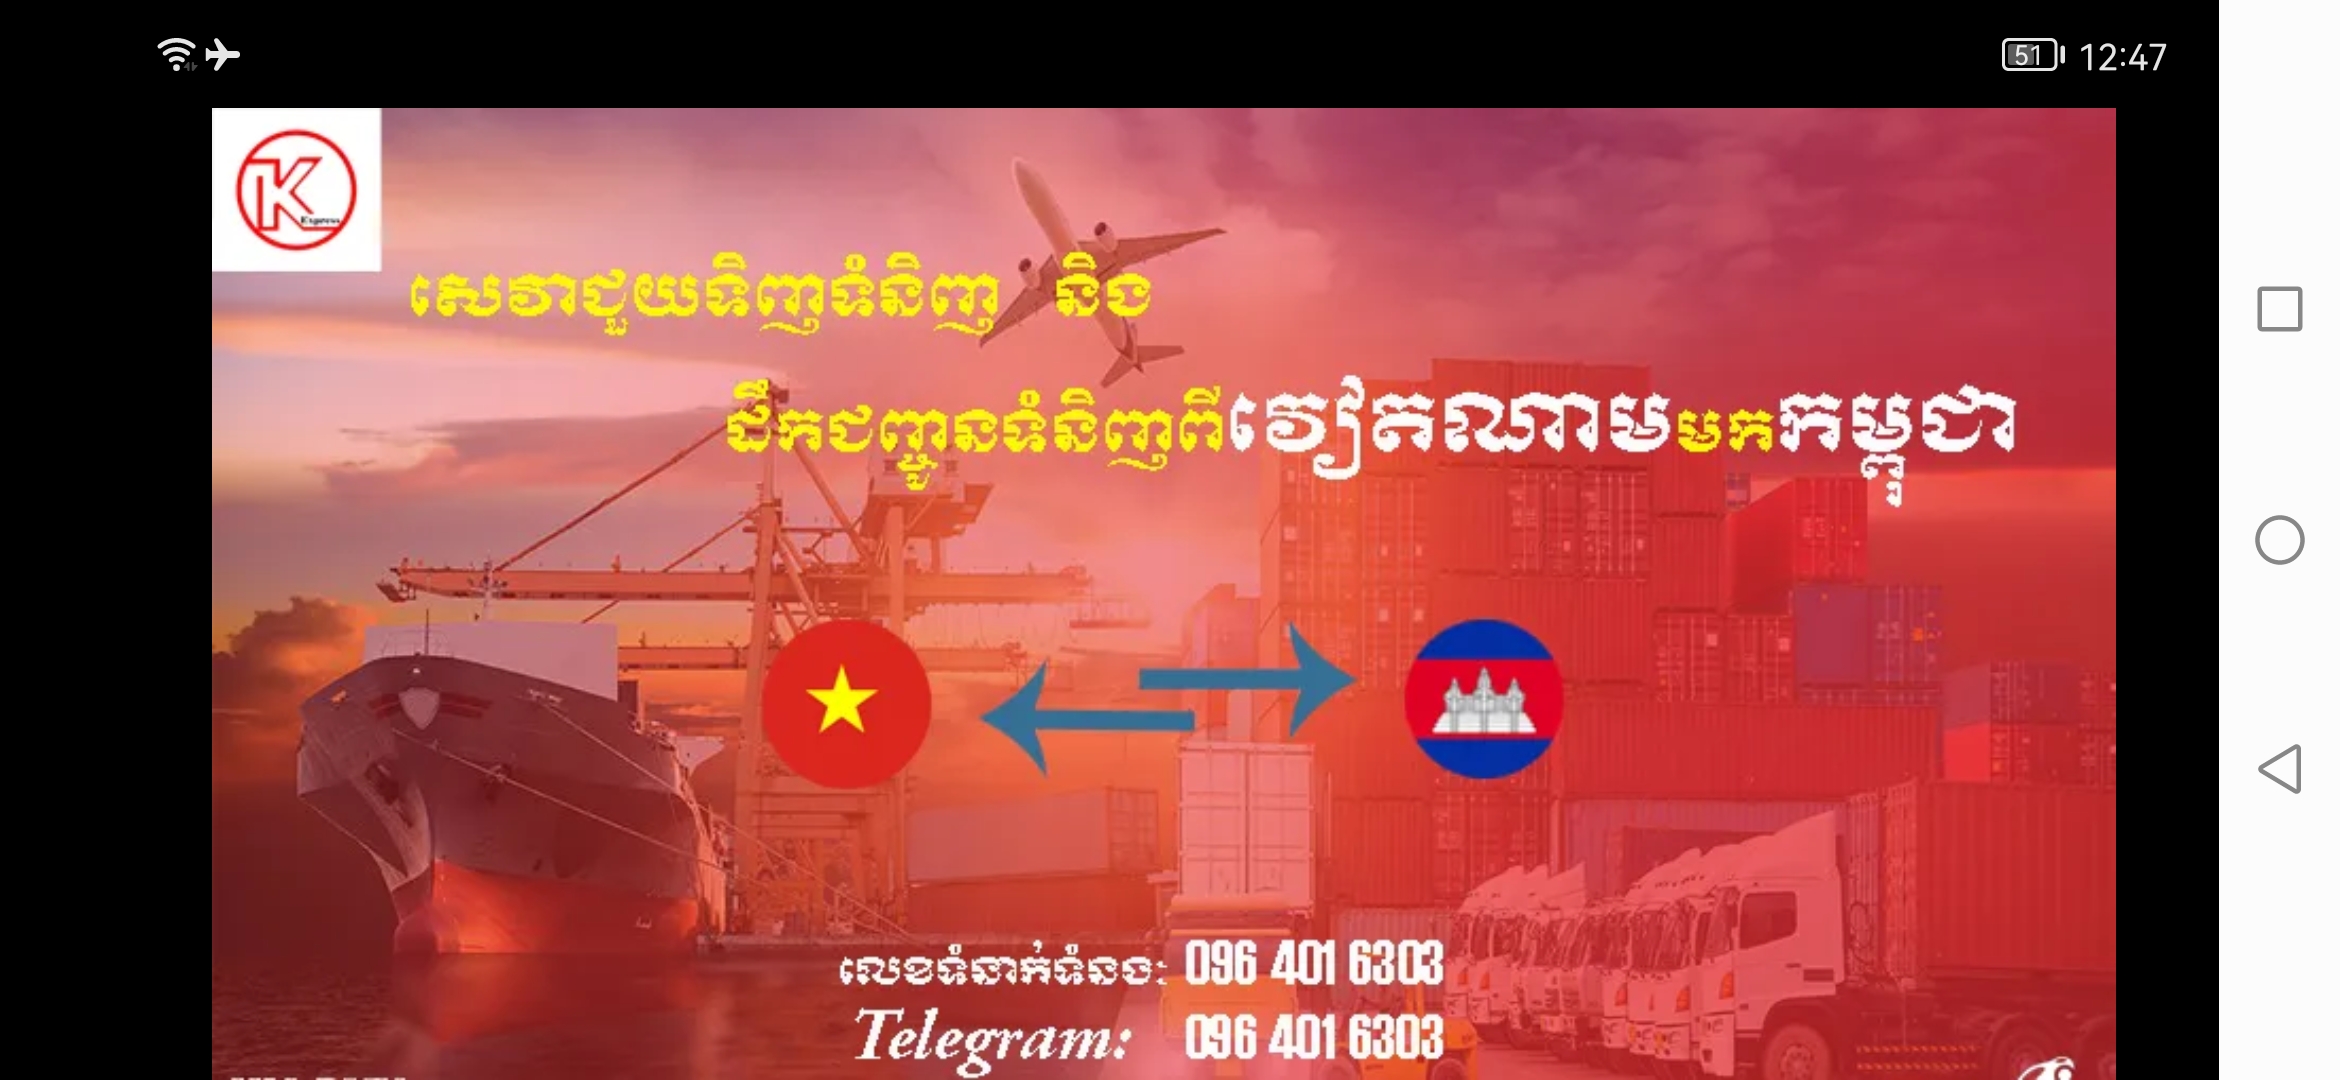 51 12:47
K
Express
សេវាជួយទិញទំនិញ និង
ដឹកជញ្ជូនទំនិញពីវៀតណាមមកកម្ពុជា
លេខទំនាក់ទំនង: 096 401 6303
Telegram: 096 401 6303